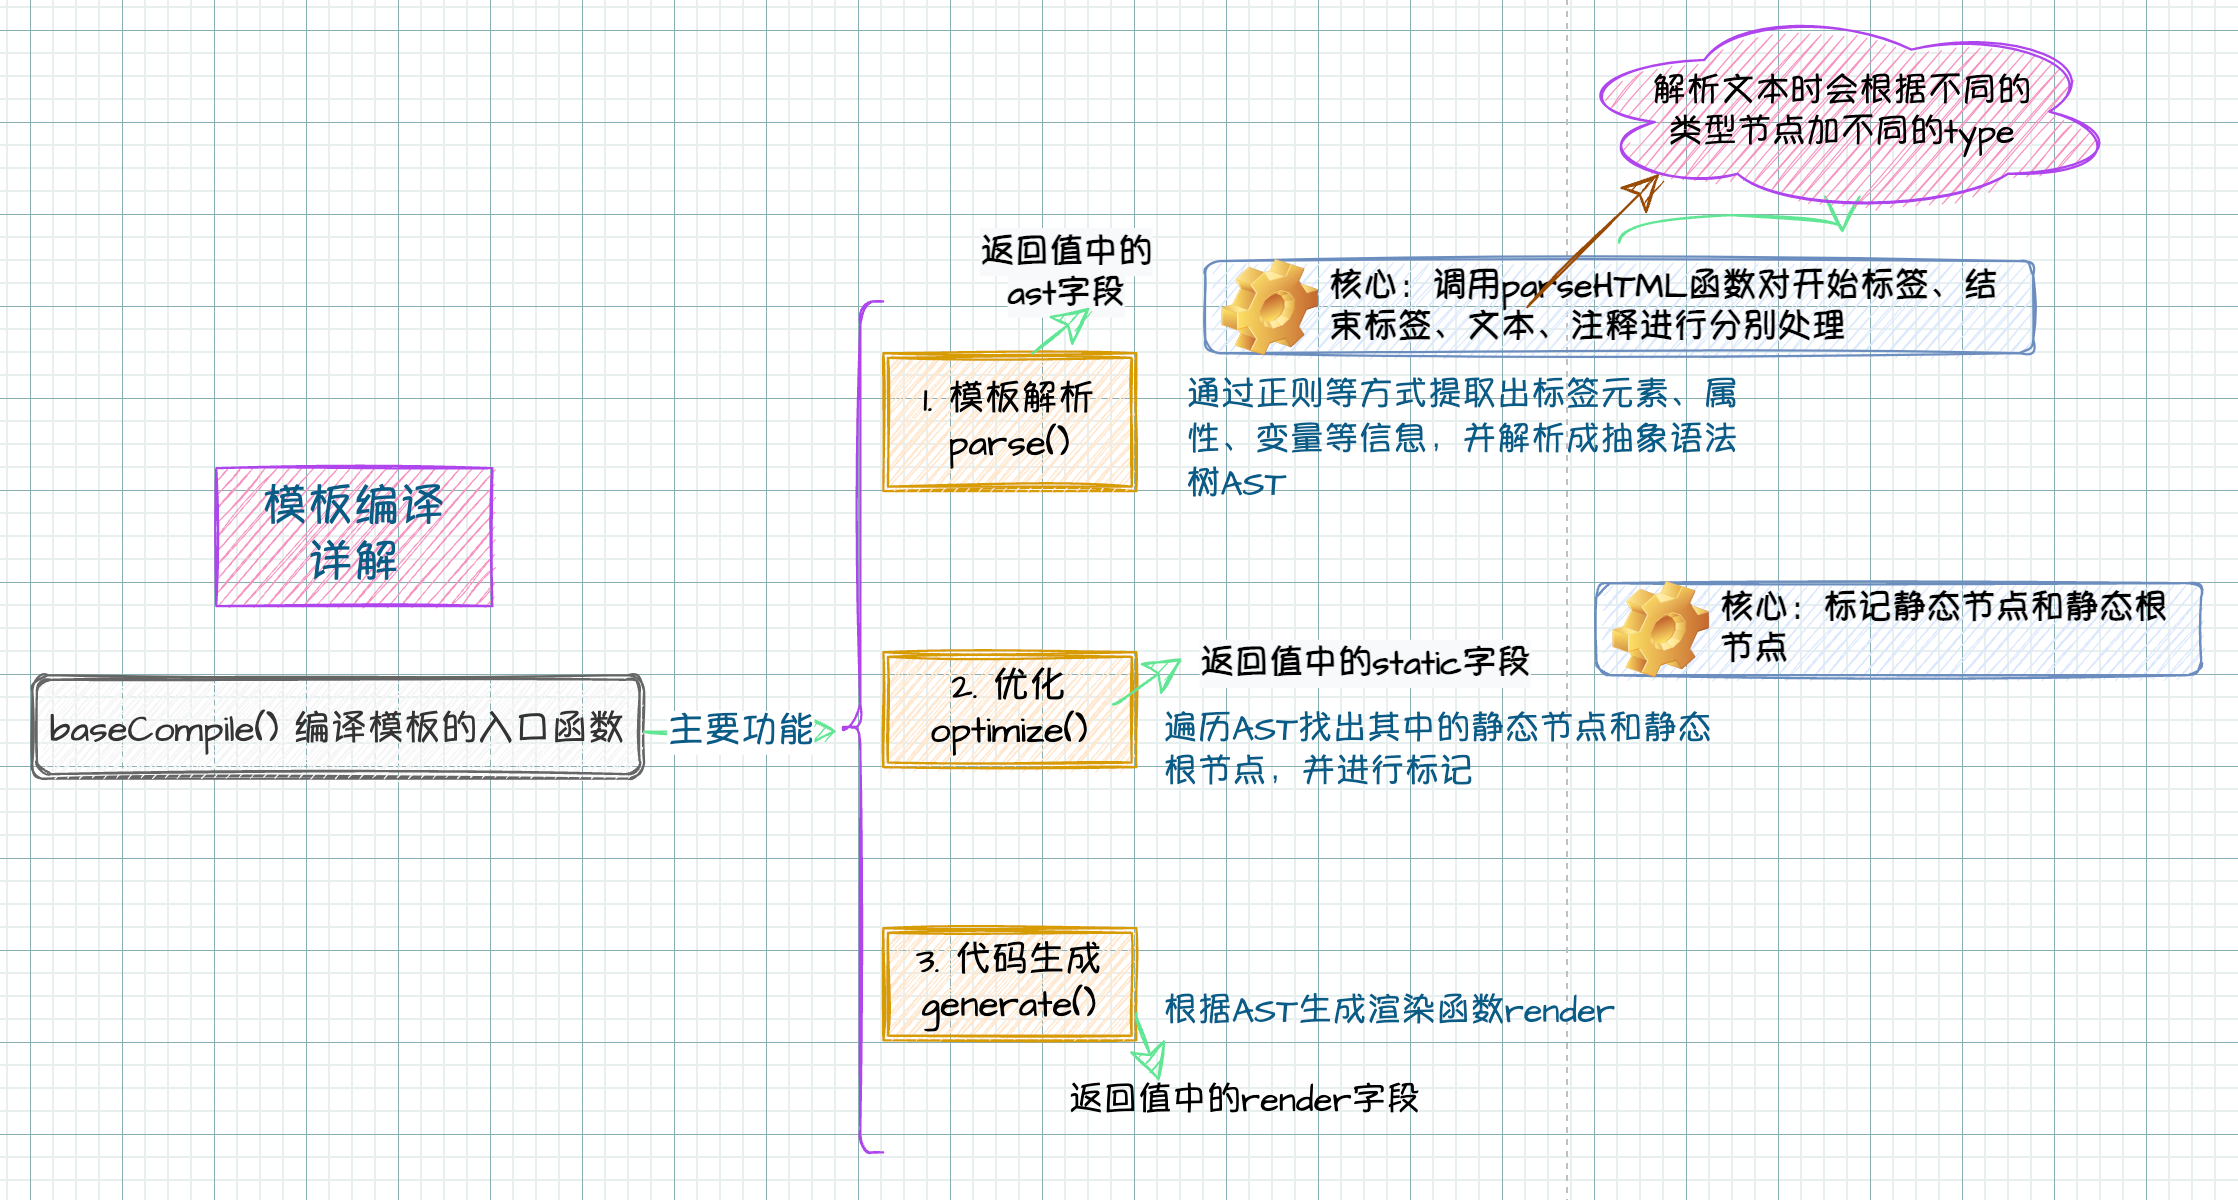 解析文本时会根据不同的
类型节点加不同的type
返回值中的
ast字段
核心：调用parseHTML函数对开始标签、结
束标签、文本、注释进行分别处理
1. 模板解析
parse()
通过正则等方式提取出标签元素、属
性、变量等信息，并解析成抽象语法
树AST
模板编译
详解
baseCompile() 编译模板的入口函数
主要功能
核心：标记静态节点和静态根
节点
2. 优化
optimize()
返回值中的static字段
遍历AST找出其中的静态节点和静态
根节点，并进行标记
3. 代码生成
generate()
根据AST生成渲染函数render
返回值中的render字段